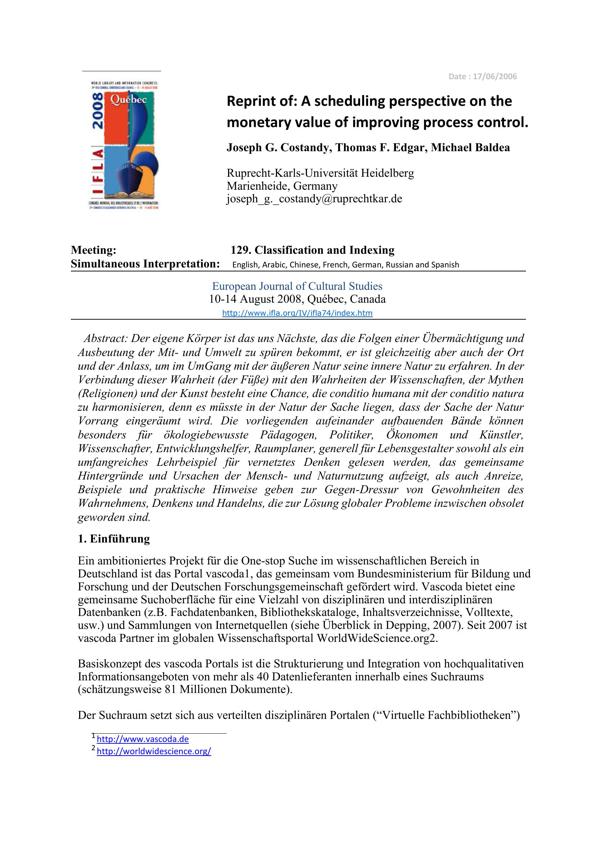 Date : 17/06/2006
WORLD LIBRARY AND INFORMATION CONGRESS:
2008
Québec
IFLA
Reprint of: A scheduling perspective on the
monetary value of improving process control.
Joseph G. Costandy, Thomas F. Edgar, Michael Baldea
Ruprecht-Karls-Universität Heidelberg
Marienheide, Germany
joseph_g._costandy@ruprechtkar.de
Meeting: 129. Classification and Indexing
Simultaneous Interpretation: English, Arabic, Chinese, French, German, Russian and Spanish
European Journal of Cultural Studies
10-14 August 2008, Québec, Canada
http://www.ifla.org/IV/ifla74/index.htm
Abstract: Der eigene Körper ist das uns Nächste, das die Folgen einer Übermächtigung und
Ausbeutung der Mit- und Umwelt zu spüren bekommt, er ist gleichzeitig aber auch der Ort
und der Anlass, um im UmGang mit der äußeren Natur seine innere Natur zu erfahren. In der
Verbindung dieser Wahrheit (der Füße) mit den Wahrheiten der Wissenschaften, der Mythen
(Religionen) und der Kunst besteht eine Chance, die conditio humana mit der conditio natura
zu harmonisieren, denn es müsste in der Natur der Sache liegen, dass der Sache der Natur
Vorrang eingeräumt wird. Die vorliegenden aufeinander aufbauenden Bände können
besonders für ökologiebewusste Pädagogen, Politiker, Ökonomen und Künstler,
Wissenschafter, Entwicklungshelfer, Raumplaner, generell für Lebensgestalter sowohl als ein
umfangreiches Lehrbeispiel für vernetztes Denken gelesen werden, das gemeinsame
Hintergründe und Ursachen der Mensch- und Naturnutzung aufzeigt, als auch Anreize,
Beispiele und praktische Hinweise geben zur Gegen-Dressur von Gewohnheiten des
Wahrnehmens, Denkens und Handelns, die zur Lösung globaler Probleme inzwischen obsolet
geworden sind.
1. Einführung
Ein ambitioniertes Projekt für die One-stop Suche im wissenschaftlichen Bereich in
Deutschland ist das Portal vascoda1, das gemeinsam vom Bundesministerium für Bildung und
Forschung und der Deutschen Forschungsgemeinschaft gefördert wird. Vascoda bietet eine
gemeinsame Suchoberfläche für eine Vielzahl von disziplinären und interdisziplinären
Datenbanken (z.B. Fachdatenbanken, Bibliothekskataloge, Inhaltsverzeichnisse, Volltexte,
usw.) und Sammlungen von Internetquellen (siehe Überblick in Depping, 2007). Seit 2007 ist
vascoda Partner im globalen Wissenschaftsportal WorldWideScience.org2.
Basiskonzept des vascoda Portals ist die Strukturierung und Integration von hochqualitativen
Informationsangeboten von mehr als 40 Datenlieferanten innerhalb eines Suchraums
(schätzungsweise 81 Millionen Dokumente).
Der Suchraum setzt sich aus verteilten disziplinären Portalen (“Virtuelle Fachbibliotheken”)
1 http://www.vascoda.de
2 http://worldwidescience.org/